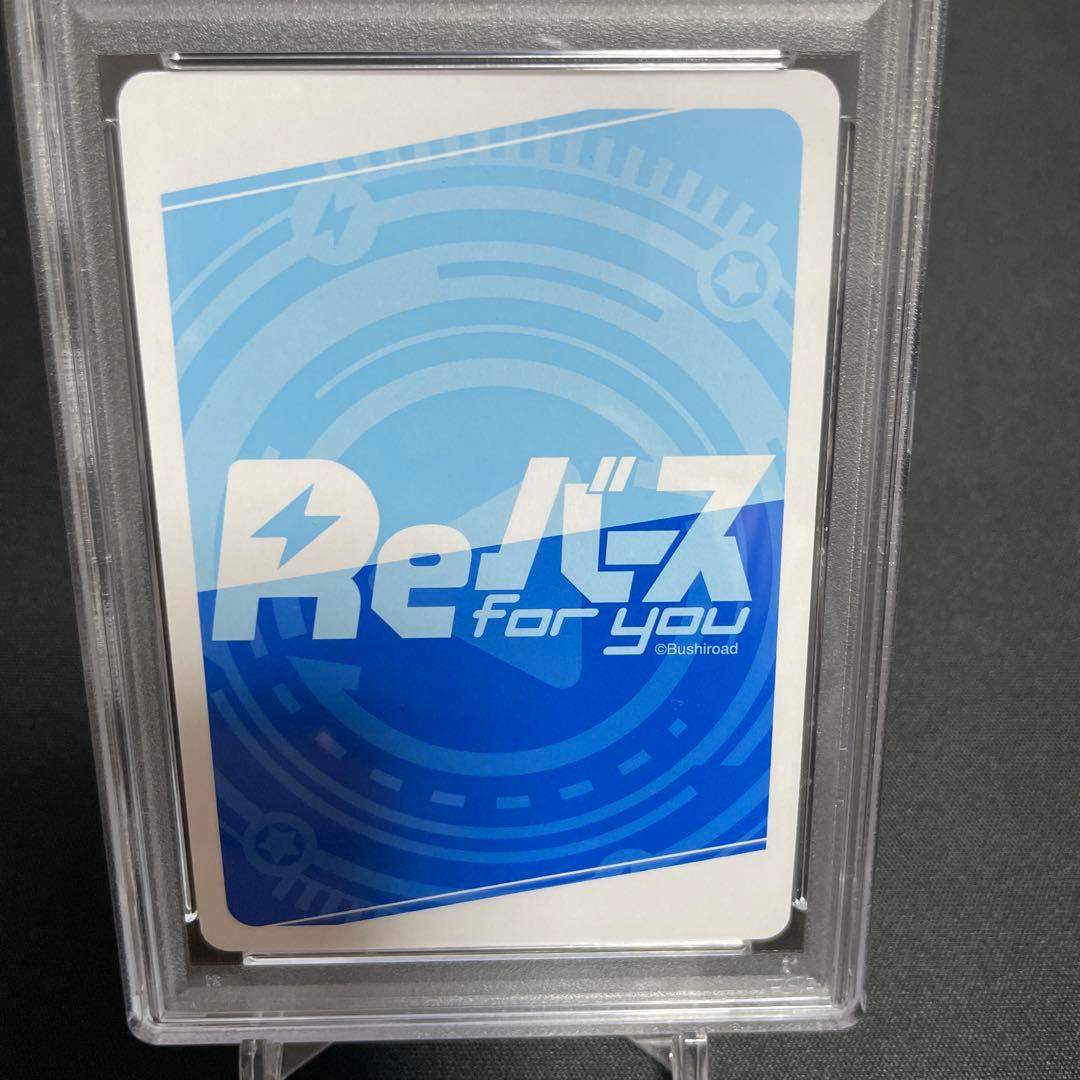 Reバース
for you
©Bushiroad